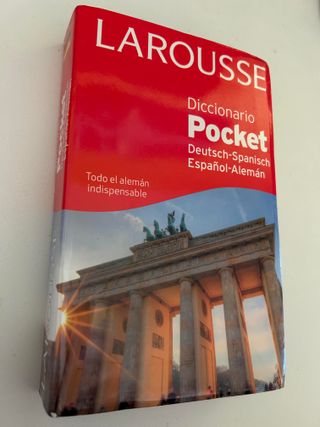 LAROUSSE
Diccionario
Pocket
Deutsch-Spanisch
Español-Alemán
Todo el alemán
indispensable